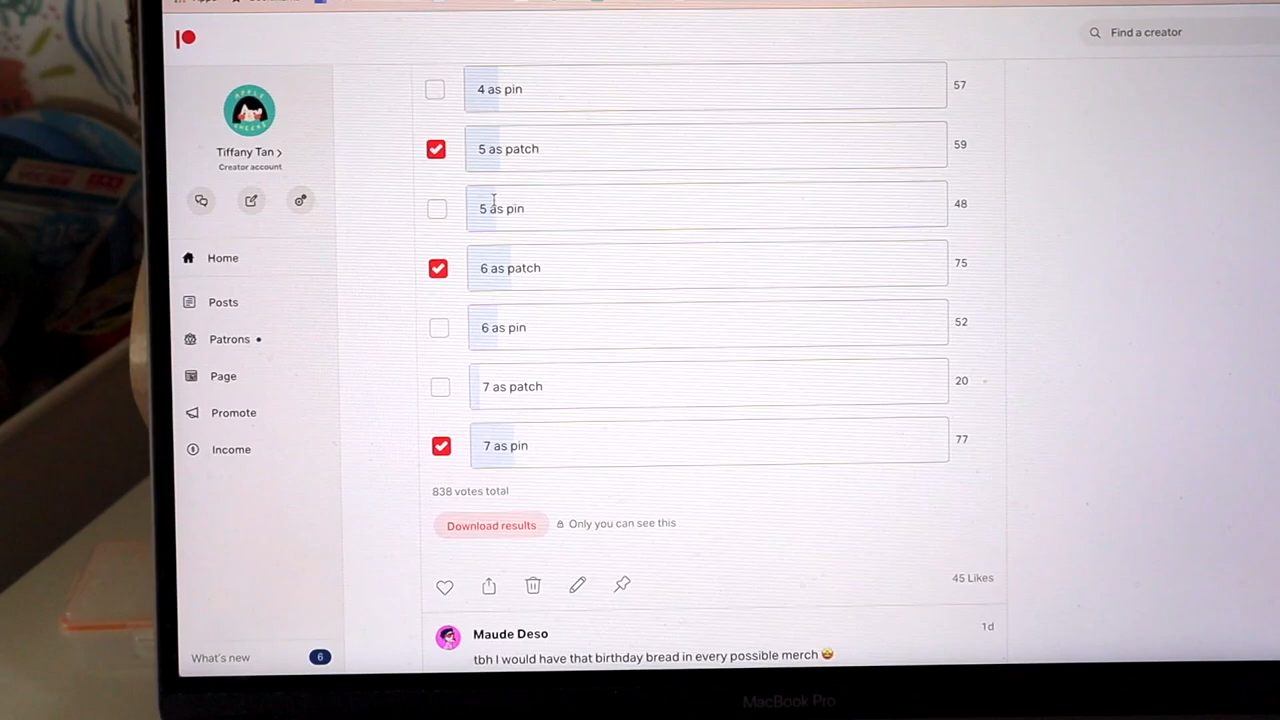 Find a creator
4 as pin
57
Tiffany Tan >
Creator account
5 as patch
59
5 as pin
48
Home
6 as patch
75
Posts
6 as pin
52
Patrons
Page
7 as patch
20
Promote
7 as pin
77
Income
838 votes total
Download results
Only you can see this
45 Likes
Maude Deso
1d
tbh I would have that birthday bread in every possible merch 🤩
What's new
6
MacBook Pro